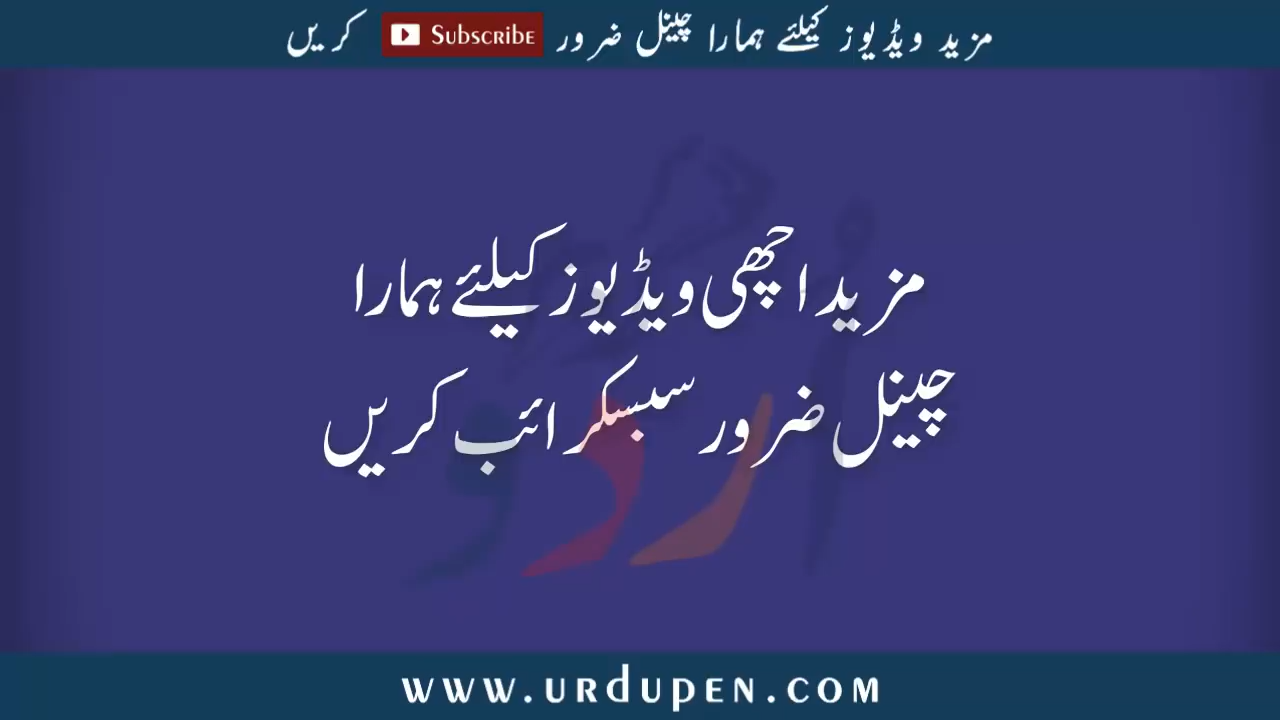 مزید ویڈیوز کیلئے ہمارا چینل ضرور Subscribe کریں
مزید اچھی ویڈیوز کیلئے ہمارا
چینل ضرور سبسکرائب کریں
اُردو
www.urdupen.com